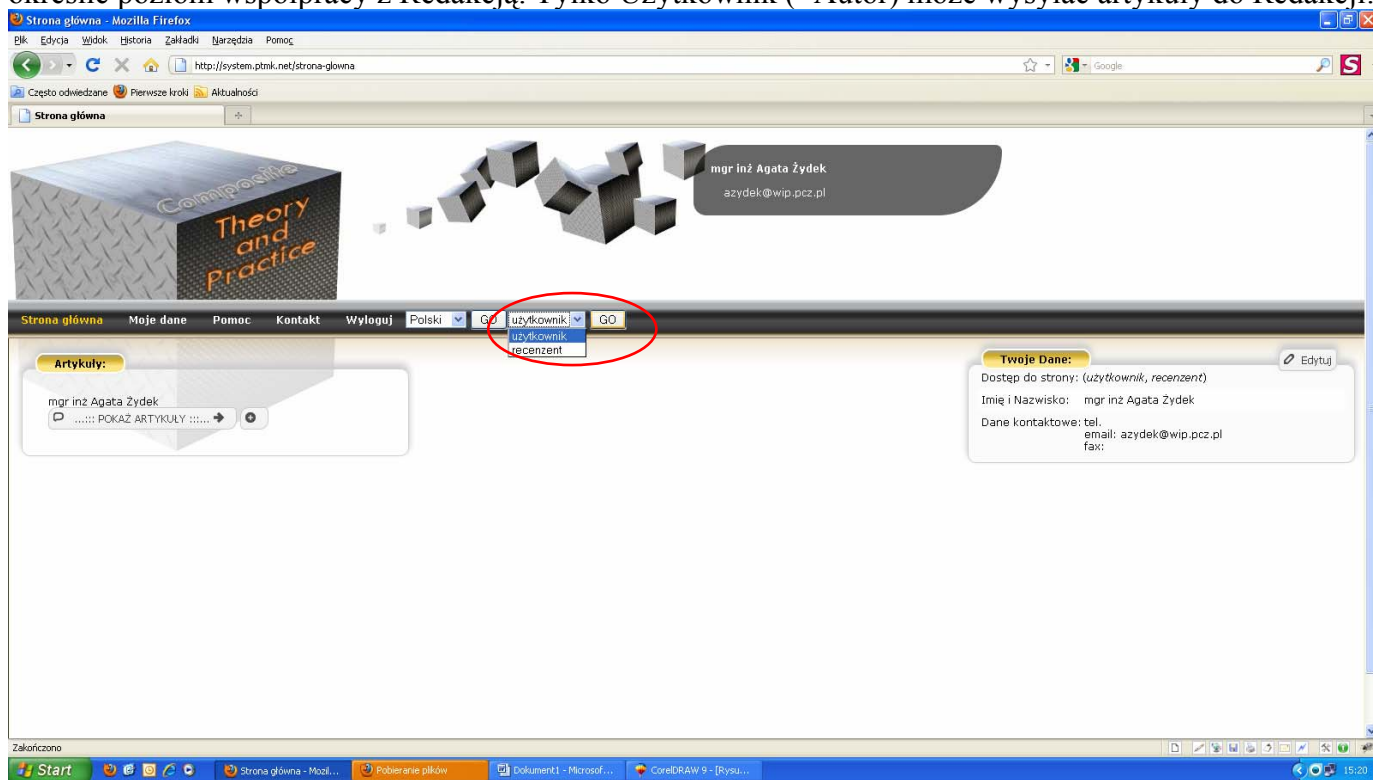 określić poziom współpracy z Redakcją. Tylko Użytkownik (=Autor) może wysyłać artykuły do Redakcji.
Strona główna - Mozilla Firefox
Plik Edycja Widok Historia Zakładki Narzędzia Pomoc
http://system.ptmk.net/strona-glowna
Google
S
Często odwiedzane Pierwsze kroki Aktualności
Strona główna
Composite
Theory
and
Practice
mgr inż Agata Żydek
azydek@wip.pcz.pl
Strona główna Moje dane Pomoc Kontakt Wyloguj Polski GO użytkownik GO
użytkownik
recenzent
Artykuły:
mgr inż Agata Żydek
...::: POKAŻ ARTYKUŁY :::...
Twoje Dane:
Edytuj
Dostęp do strony: (użytkownik, recenzent)
Imię i Nazwisko: mgr inż Agata Żydek
Dane kontaktowe: tel.
email: azydek@wip.pcz.pl
fax:
Zakończono
Start
Strona główna - Mozil...
Pobieranie plików
Dokument1 - Microsof...
CorelDRAW 9 - [Rysu...
15:20